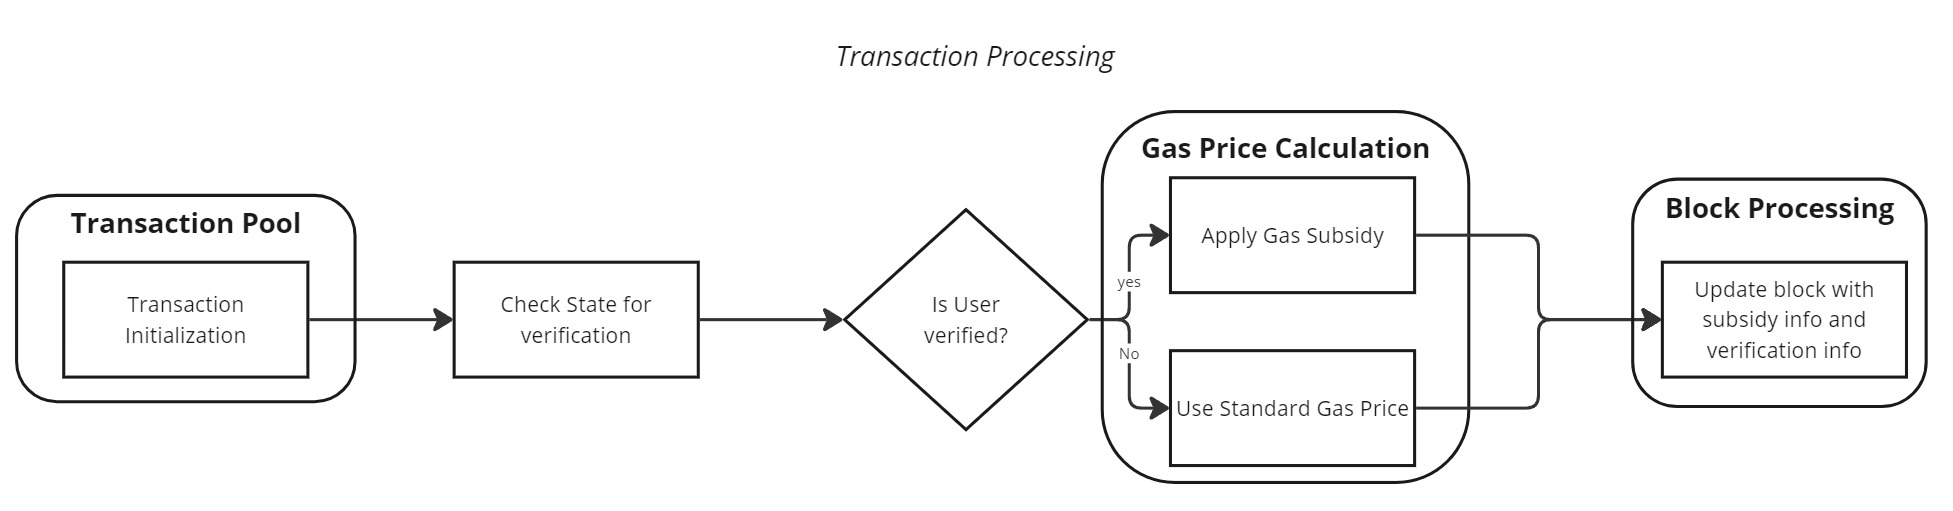 Transaction Processing
Transaction Pool
Transaction
Initialization
Check State for
verification
Is User
verified?
yes
No
Gas Price Calculation
Apply Gas Subsidy
Use Standard Gas Price
Block Processing
Update block with
subsidy info and
verification info